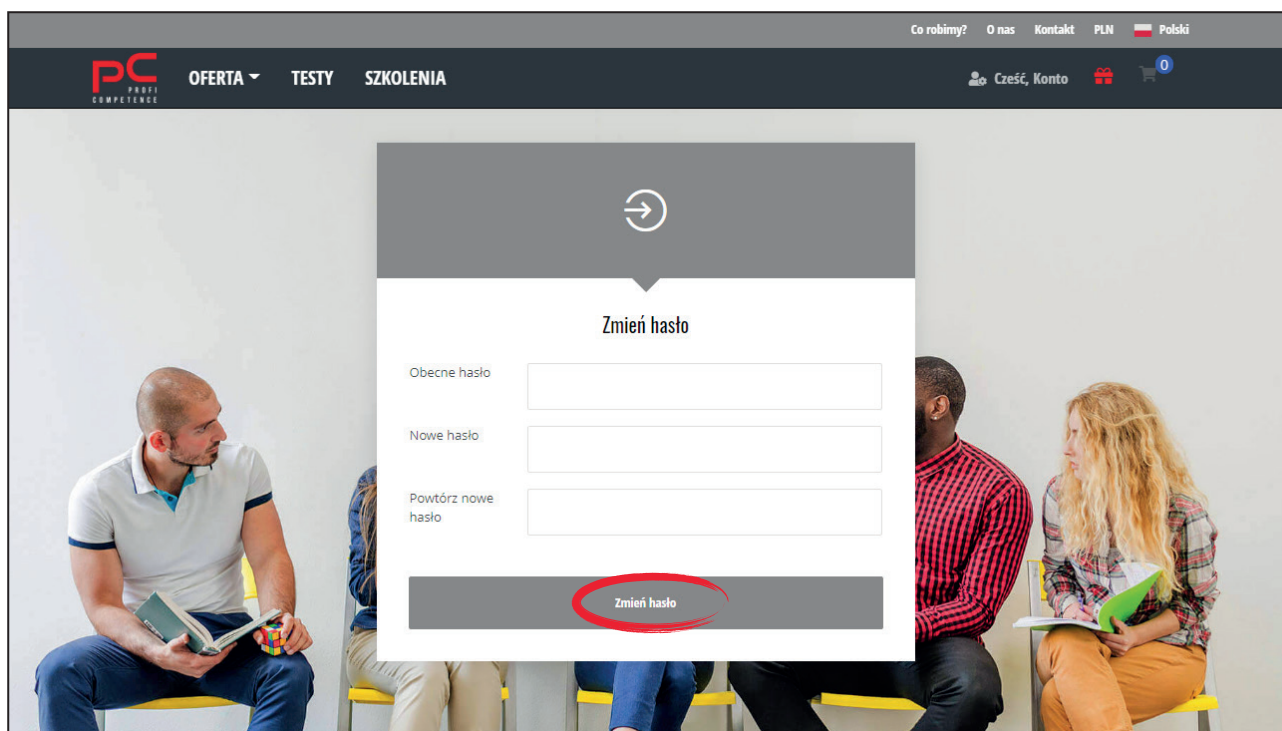 Co robimy? O nas Kontakt PLN Polski
PC
PROFI
COMPETENCE
OFERTA TESTY SZKOLENIA
Cześć, Konto 0
Zmień hasło
Obecne hasło
Nowe hasło
Powtórz nowe
hasło
Zmień hasło